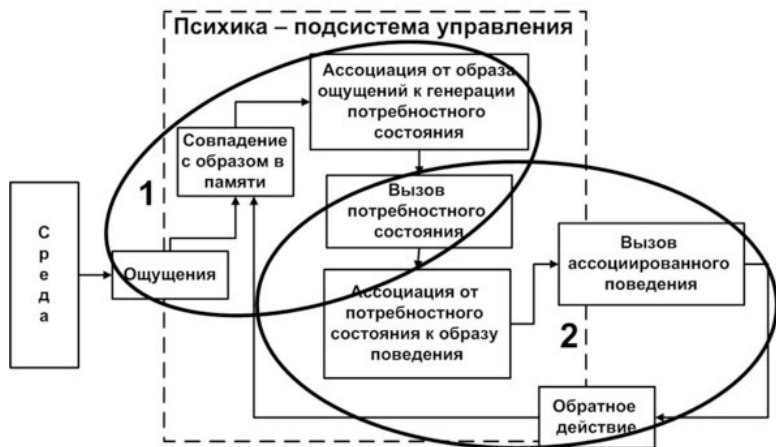 Психика – подсистема управления
Ассоциация от образа
ощущений к генерации
потребностного
состояния
Совпадение
с образом в
памяти
1
Вызов
потребностного
состояния
С
р
е
д
а
Ощущения
Вызов
ассоциированного
поведения
Ассоциация от
потребностного
состояния к образу
поведения
2
Обратное
действие